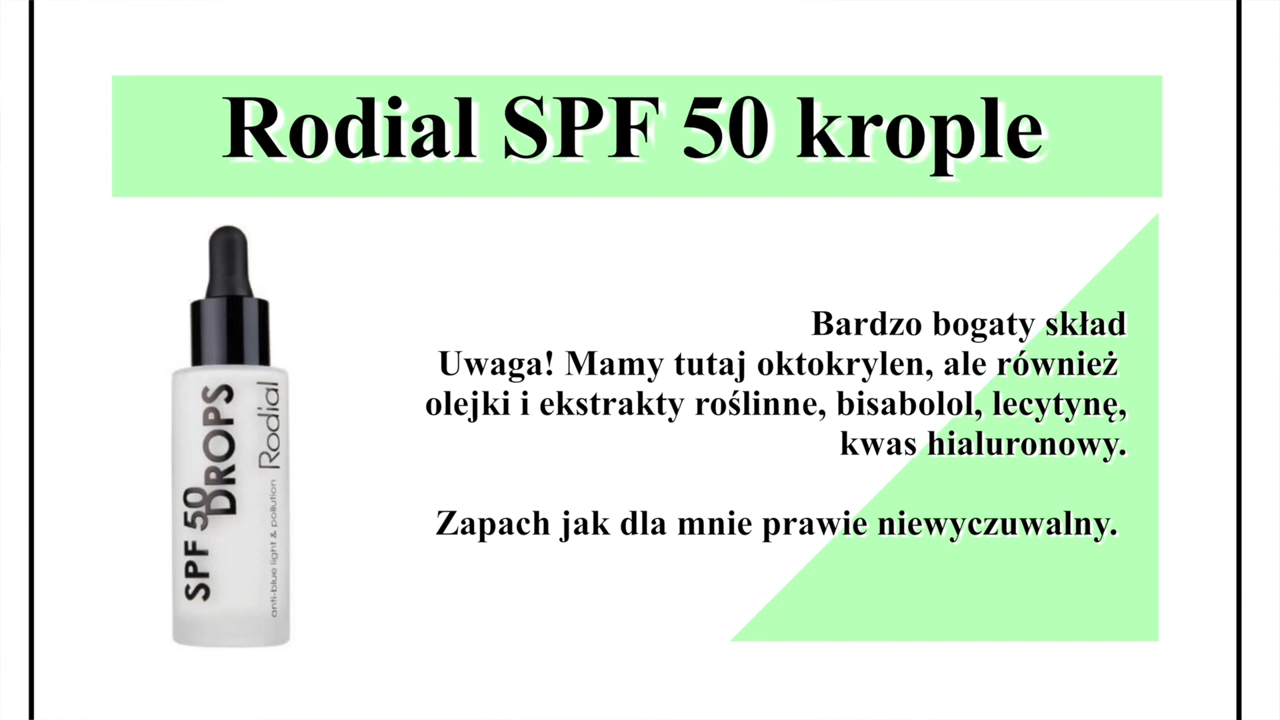 Rodial SPF 50 krople
Bardzo bogaty skład
Uwaga! Mamy tutaj oktokrylen, ale również
olejki i ekstrakty roślinne, bisabolol, lecytynę,
kwas hialuronowy.
Zapach jak dla mnie prawie niewyczuwalny.
SPF 50
DROPS
Rodial
anti-blue light & pollution